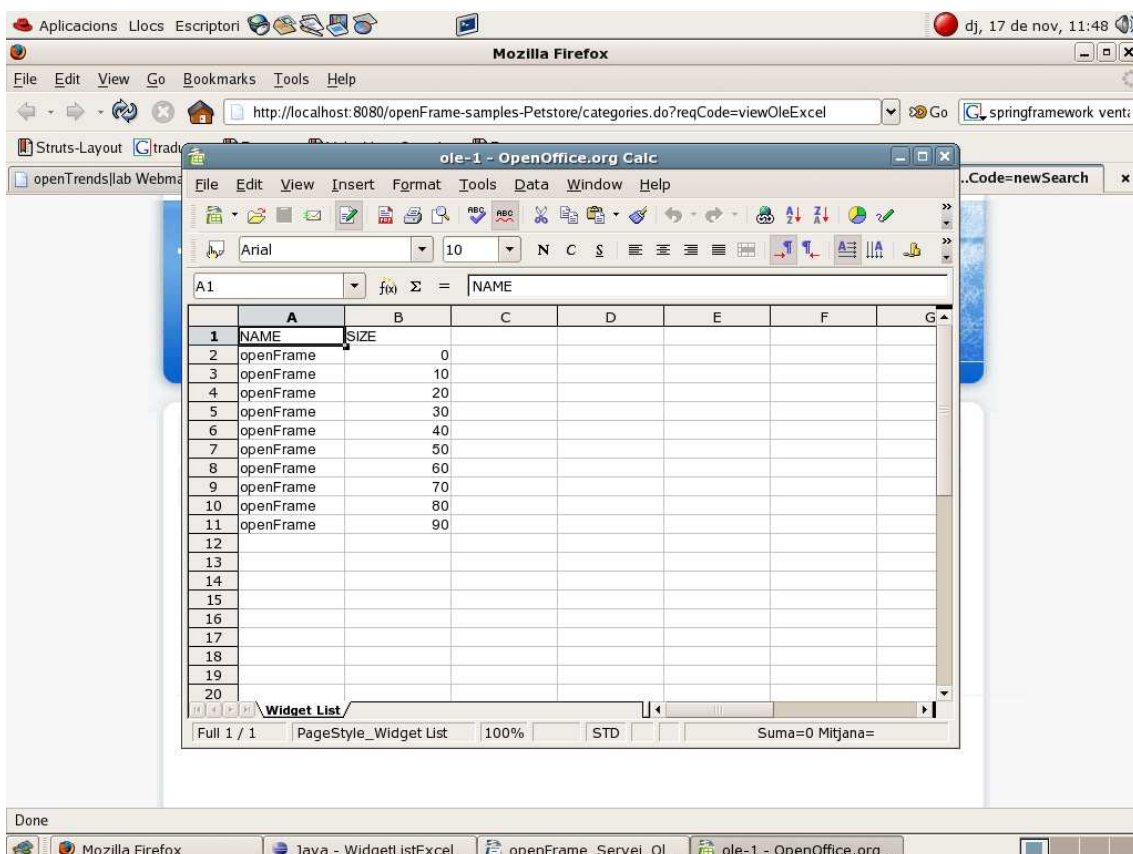 Aplicacions Llocs Escriptori dj, 17 de nov, 11:48
Mozilla Firefox
File Edit View Go Bookmarks Tools Help
http://localhost:8080/openFrame-samples-Petstore/categories.do?reqCode=viewOleExcel Go springframework
Struts-Layout
openTrends|lab Webma ..Code=newSearch x
ole-1 - OpenOffice.org Calc
File Edit View Insert Format Tools Data Window Help
Arial 10 N C S
A1 f(x) Σ = NAME
A B C D E F G
1 NAME SIZE
2 openFrame 0
3 openFrame 10
4 openFrame 20
5 openFrame 30
6 openFrame 40
7 openFrame 50
8 openFrame 60
9 openFrame 70
10 openFrame 80
11 openFrame 90
12
13
14
15
16
17
18
19
20
Widget List
Full 1 / 1 PageStyle_Widget List 100% STD Suma=0 Mitjana=
Done
Mozilla Firefox Java - WidgetListExcel openFrame_Servei_Ol ole-1 - OpenOffice.org